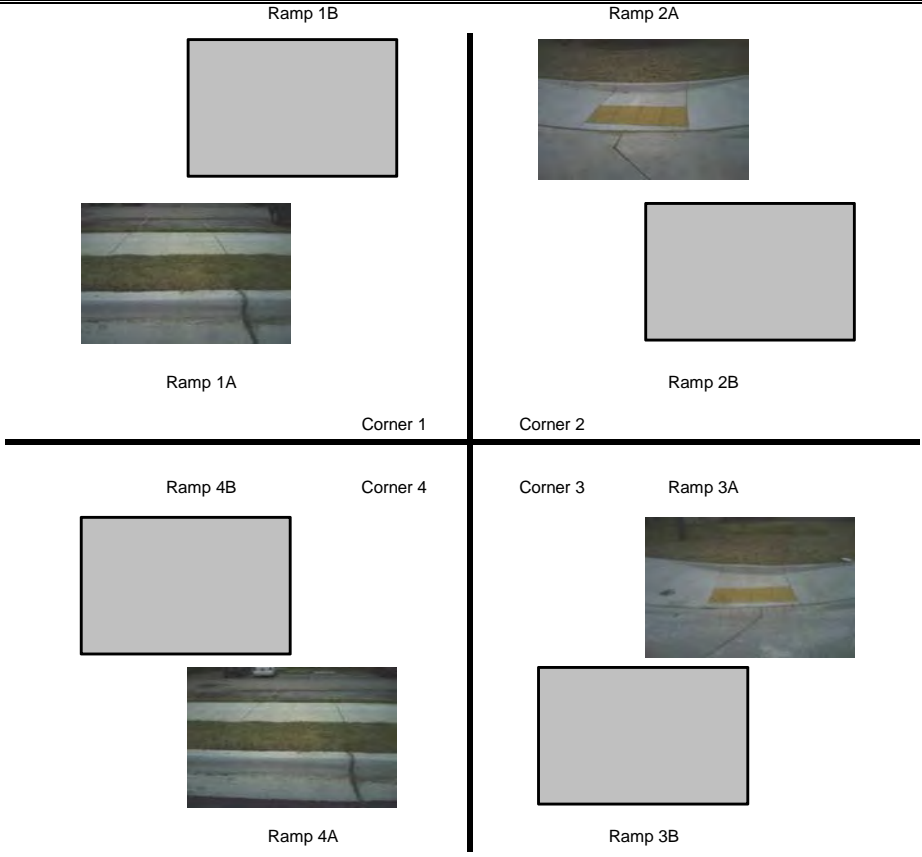 Ramp 1B
Ramp 2A
Ramp 1A
Ramp 2B
Corner 1
Corner 2
Ramp 4B
Corner 4
Corner 3
Ramp 3A
Ramp 4A
Ramp 3B